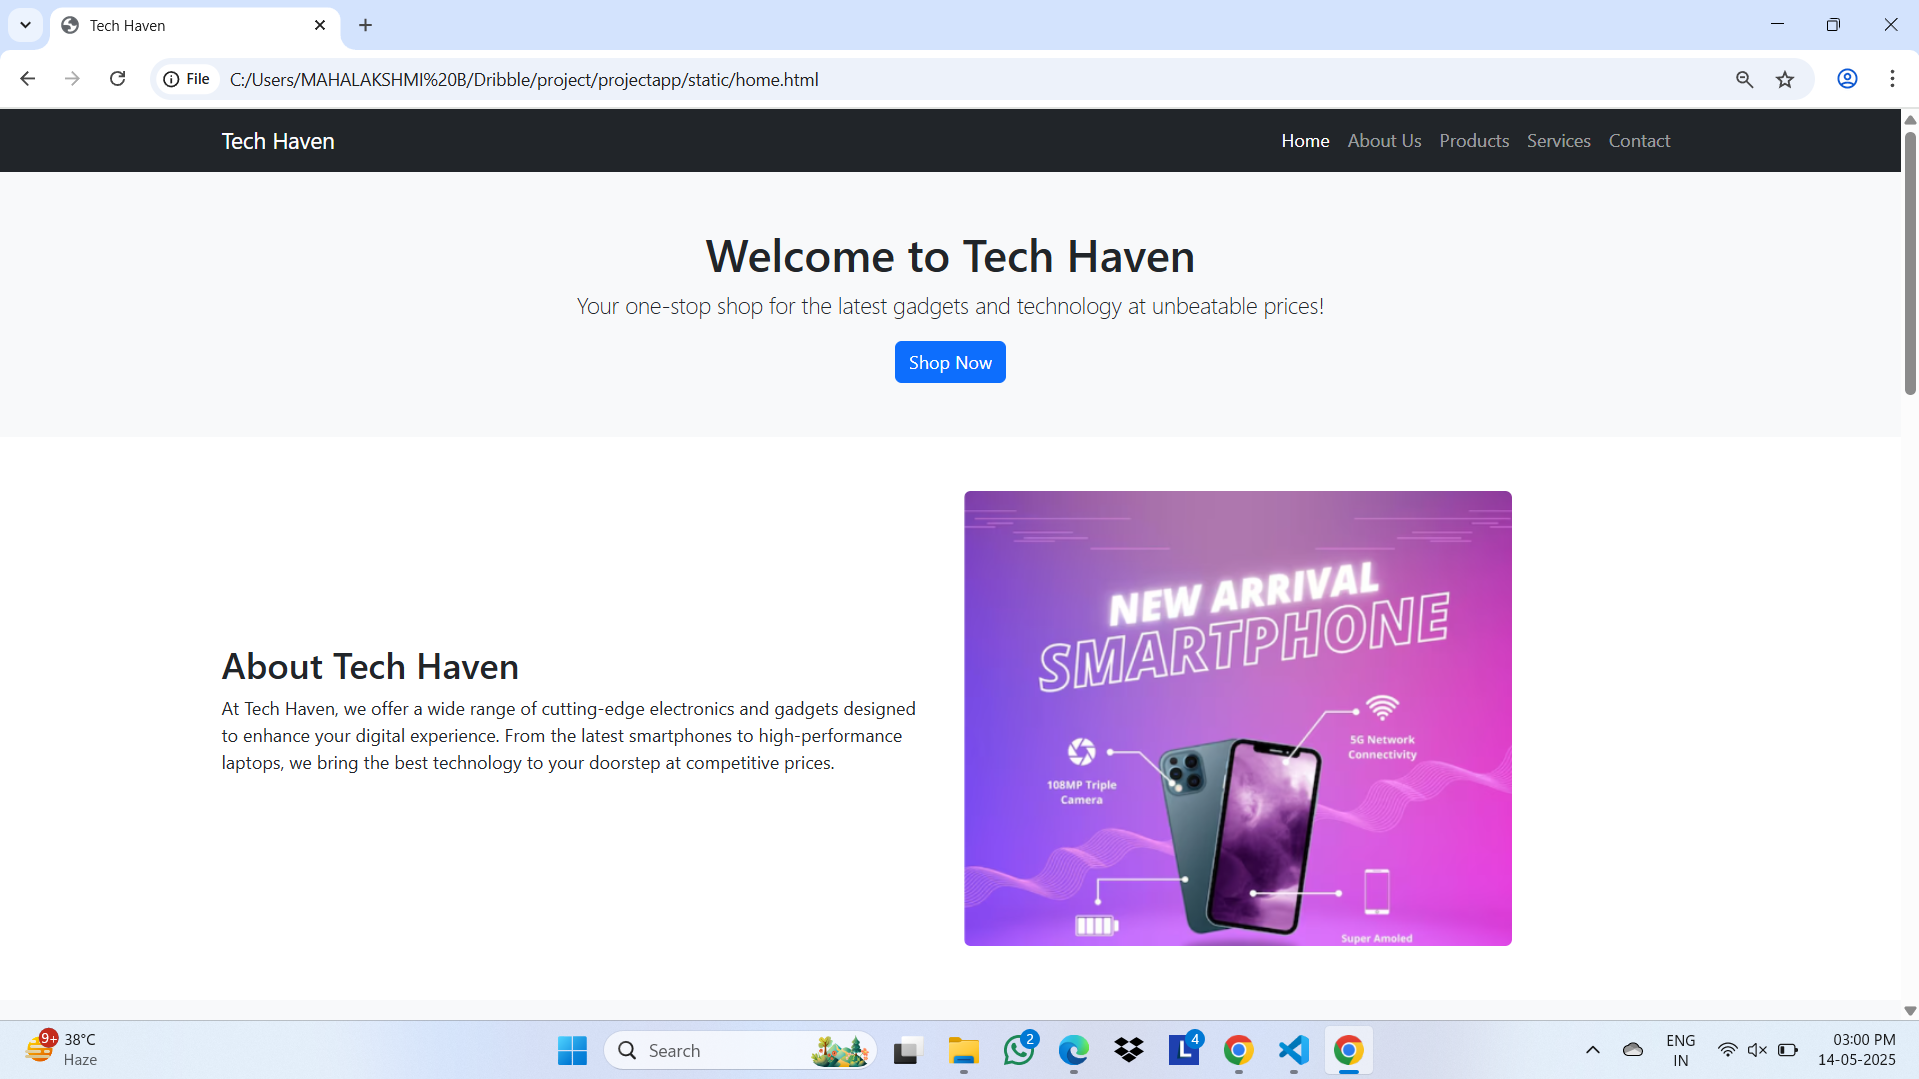 Tech Haven
File
C:/Users/MAHALAKSHMI%20B/Dribble/project/projectapp/static/home.html
Tech Haven
Home About Us Products Services Contact
Welcome to Tech Haven
Your one-stop shop for the latest gadgets and technology at unbeatable prices!
Shop Now
About Tech Haven
At Tech Haven, we offer a wide range of cutting-edge electronics and gadgets designed
to enhance your digital experience. From the latest smartphones to high-performance
laptops, we bring the best technology to your doorstep at competitive prices.
NEW ARRIVAL
SMARTPHONE
5G Network
Connectivity
108MP Triple
Camera
Super Amoled
9+
38°C
Haze
Search
2
L
4
ENG
IN
03:00 PM
14-05-2025